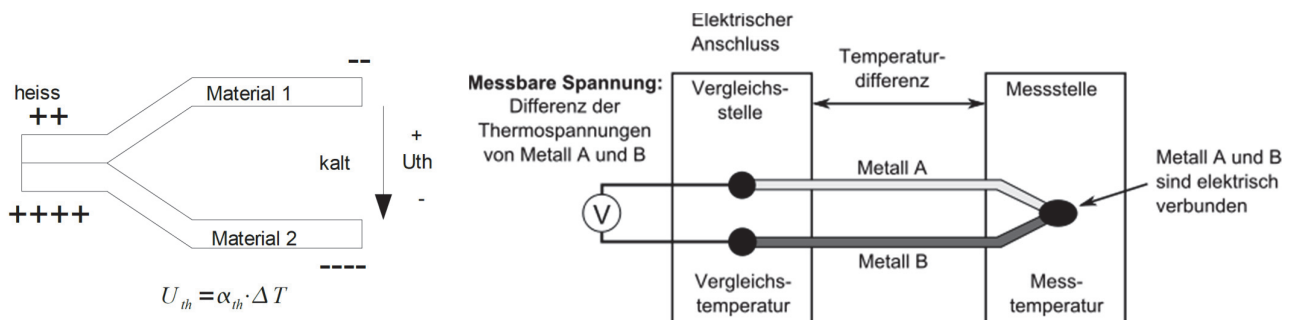 heiss
++
++++
--
Material 1
kalt
+
Uth
-
Material 2
----
U_th = α_th · Δ T
Elektrischer
Anschluss
Messbare Spannung:
Differenz der
Thermospannungen
von Metall A und B
Vergleichs-
stelle
Temperatur-
differenz
Messstelle
Metall A
V
Metall B
Metall A und B
sind elektrisch
verbunden
Vergleichs-
temperatur
Mess-
temperatur